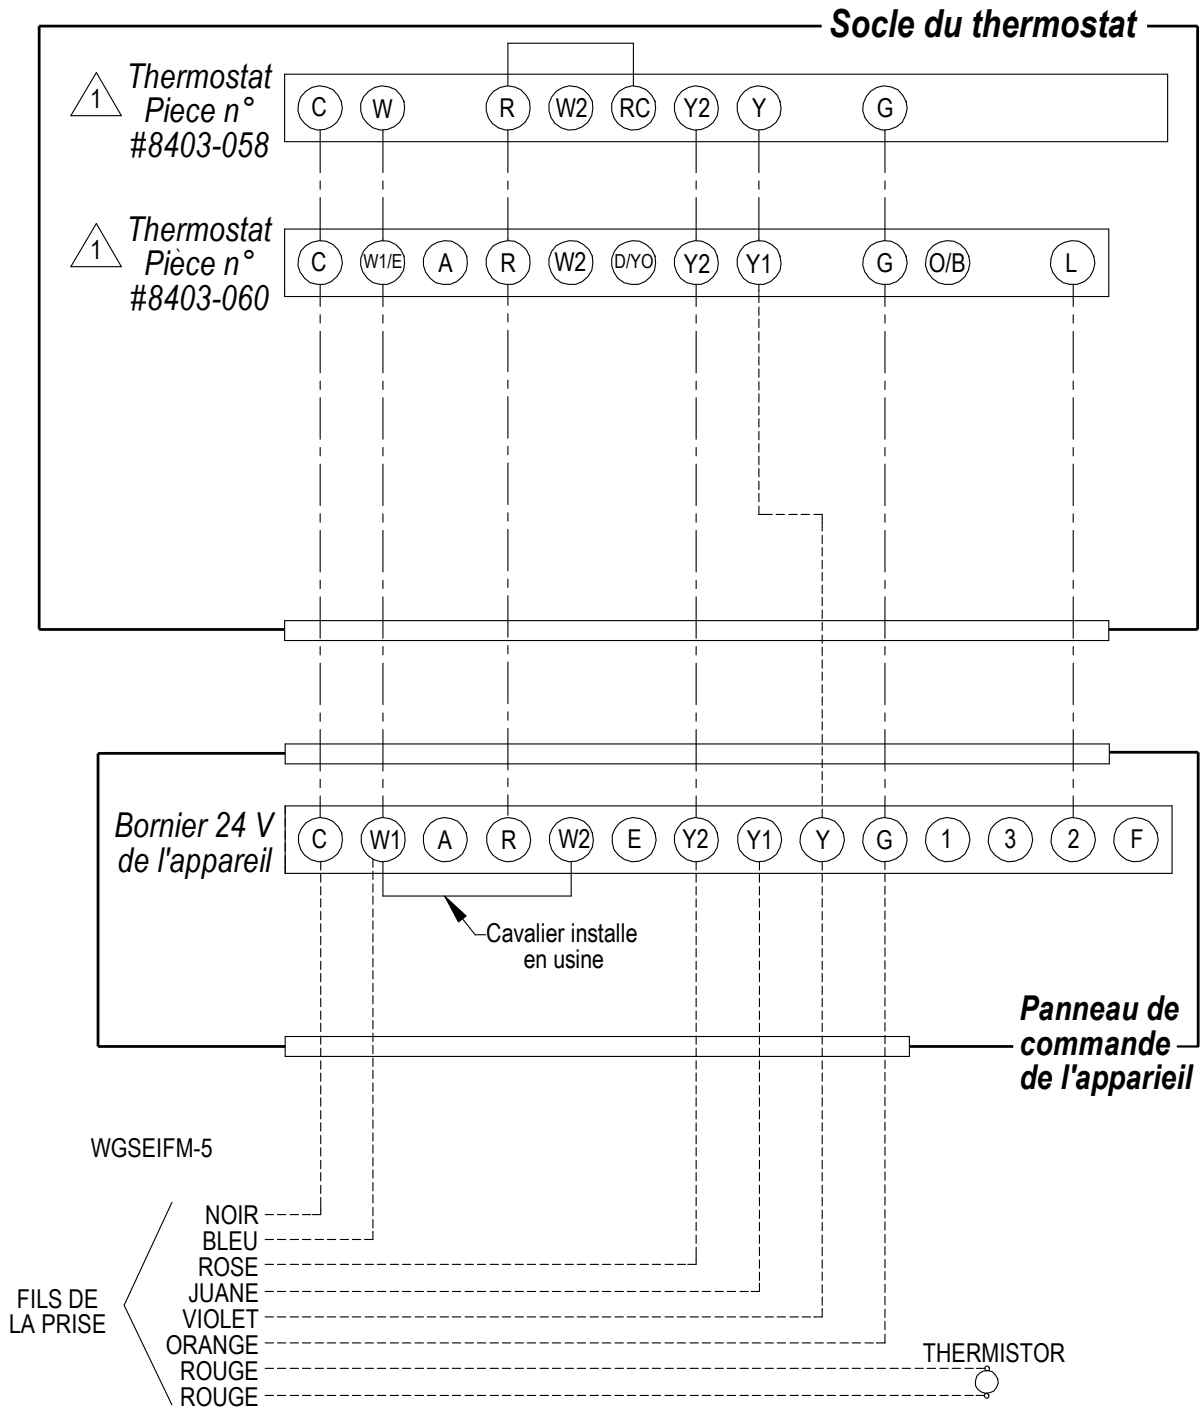 Socle du thermostat
1
Thermostat
Piece n°
#8403-058
C W R W2 RC Y2 Y G
1
Thermostat
Pièce n°
#8403-060
C W1/E A R W2 D/YO Y2 Y1 G O/B L
Bornier 24 V
de l'appareil
C W1 A R W2 E Y2 Y1 Y G 1 3 2 F
Cavalier installe
en usine
Panneau de
commande
de l'apparieil
WGSEIFM-5
FILS DE
LA PRISE
NOIR
BLEU
ROSE
JUANE
VIOLET
ORANGE
ROUGE
ROUGE
THERMISTOR